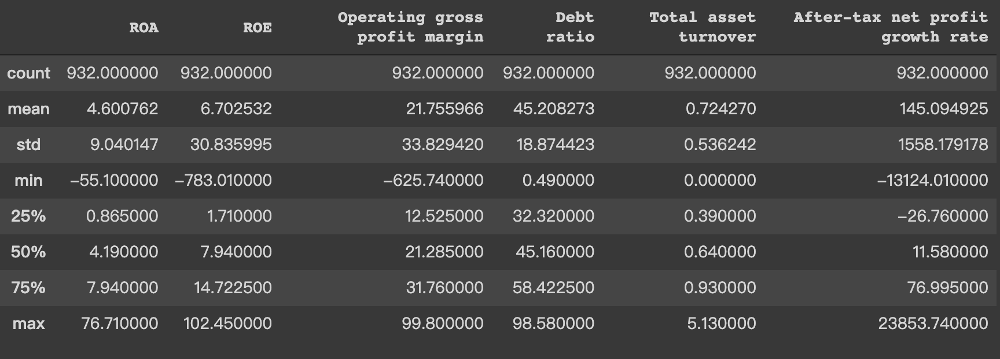 ROA ROE Operating gross profit margin Debt ratio Total asset turnover After-tax net profit growth rate
count 932.000000 932.000000 932.000000 932.000000 932.000000 932.000000
mean 4.600762 6.702532 21.755966 45.208273 0.724270 145.094925
std 9.040147 30.835995 33.829420 18.874423 0.536242 1558.179178
min −55.100000 −783.010000 −625.740000 0.490000 0.000000 −13124.010000
25% 0.865000 1.710000 12.525000 32.320000 0.390000 −26.760000
50% 4.190000 7.940000 21.285000 45.160000 0.640000 11.580000
75% 7.940000 14.722500 31.760000 58.422500 0.930000 76.995000
max 76.710000 102.450000 99.800000 98.580000 5.130000 23853.740000